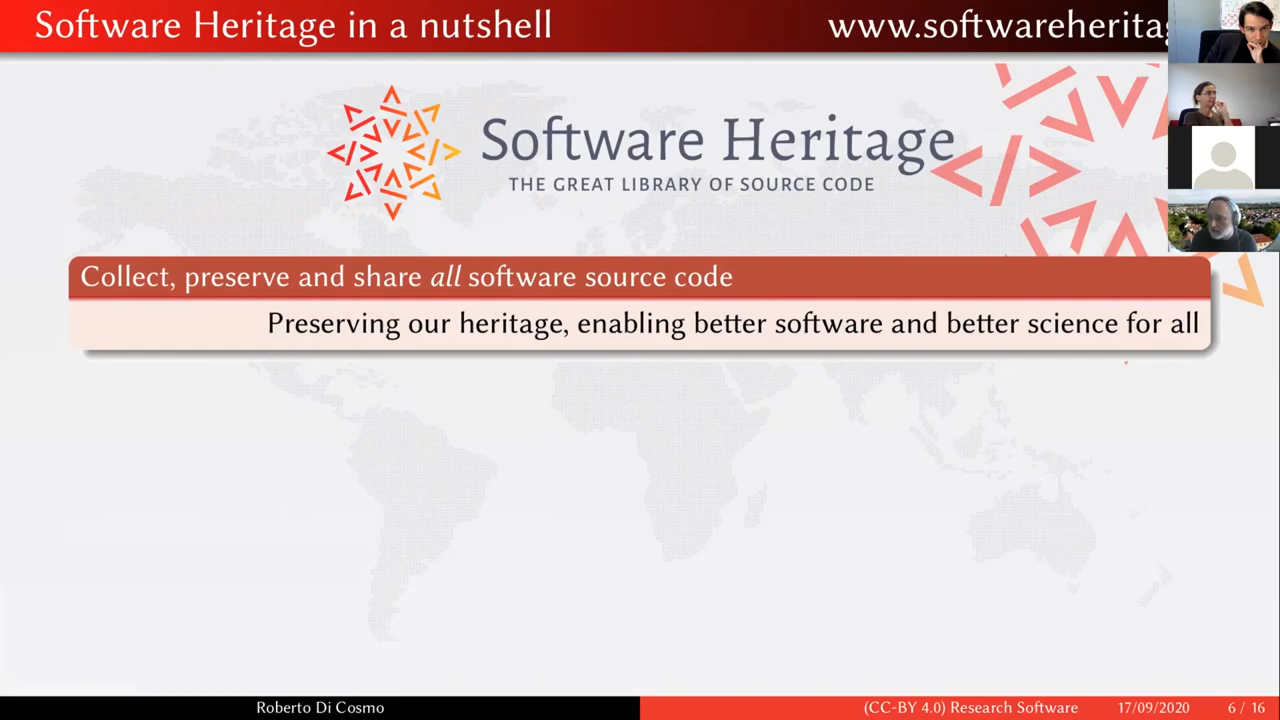 Software Heritage in a nutshell
www.softwareherita
Software Heritage
THE GREAT LIBRARY OF SOURCE CODE
Collect, preserve and share all software source code
Preserving our heritage, enabling better software and better science for all
Roberto Di Cosmo
(CC-BY 4.0) Research Software
17/09/2020
6 / 16